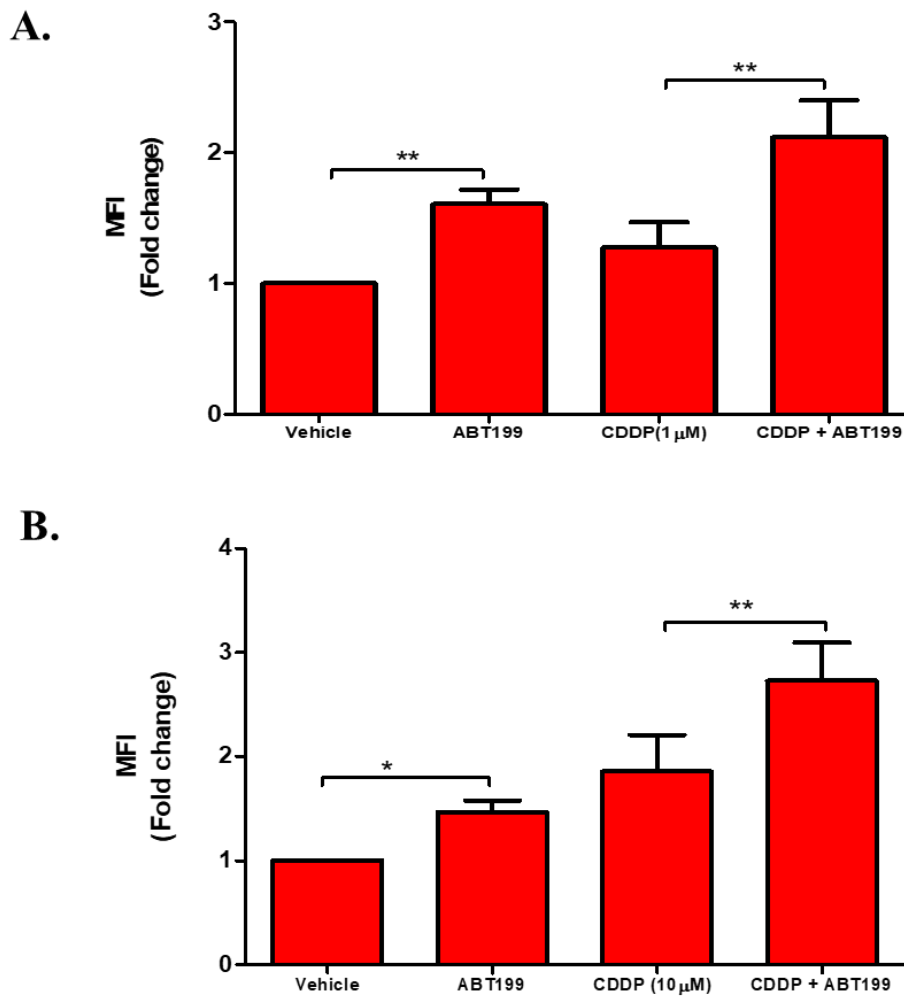 A.
3
2
1
0
MFI
(Fold change)
**
**
Vehicle
ABT199
CDDP(1 μM)
CDDP + ABT199
B.
4
3
2
1
0
MFI
(Fold change)
*
**
Vehicle
ABT199
CDDP (10 μM)
CDDP + ABT199